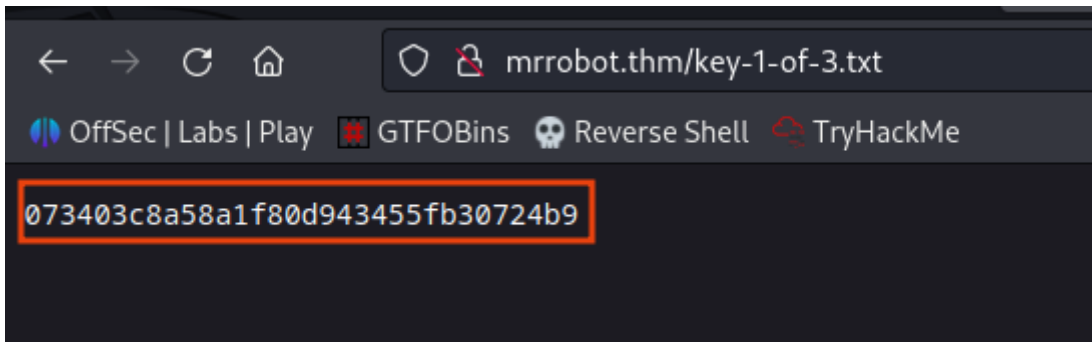 mrrobot.thm/key-1-of-3.txt
OffSec | Labs | Play GTFOBins Reverse Shell TryHackMe
073403c8a58a1f80d943455fb30724b9